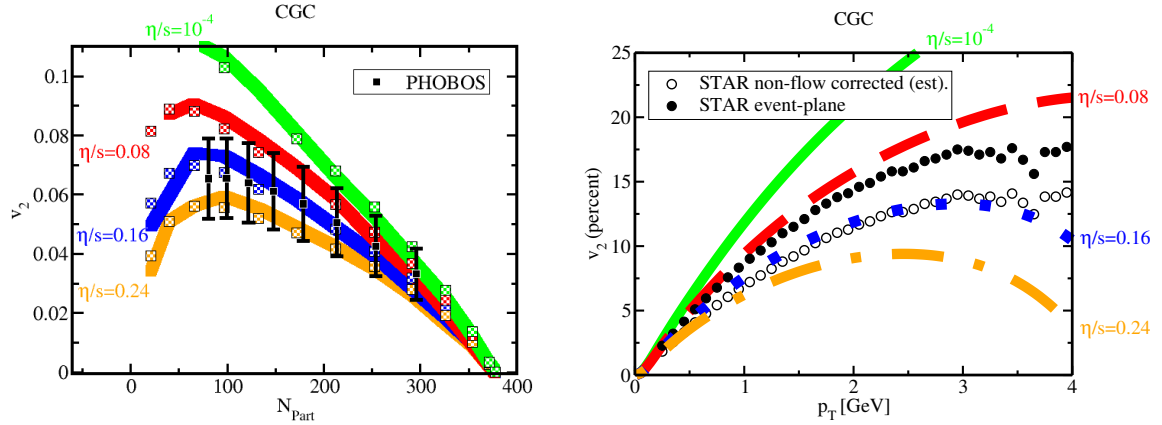 CGC
η/s=10⁻⁴
PHOBOS
η/s=0.08
η/s=0.16
η/s=0.24
v₂
0.1
0.08
0.06
0.04
0.02
0
0
100
200
300
400
N_Part
CGC
η/s=10⁻⁴
STAR non-flow corrected (est).
STAR event-plane
η/s=0.08
η/s=0.16
η/s=0.24
v₂ (percent)
25
20
15
10
5
0
0
1
2
3
4
p_T [GeV]